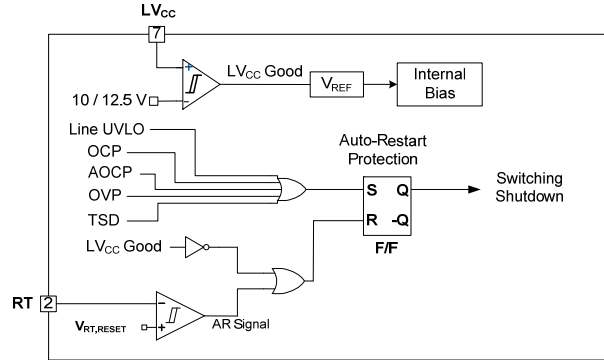 LVCC
7
+
LVCC Good
VREF
Internal
Bias
10 / 12.5 V
-
Line UVLO
OCP
AOCP
OVP
TSD
Auto-Restart
Protection
S Q
R -Q
F/F
Switching
Shutdown
LVCC Good
RT 2
-
VRT,RESET
+
AR Signal